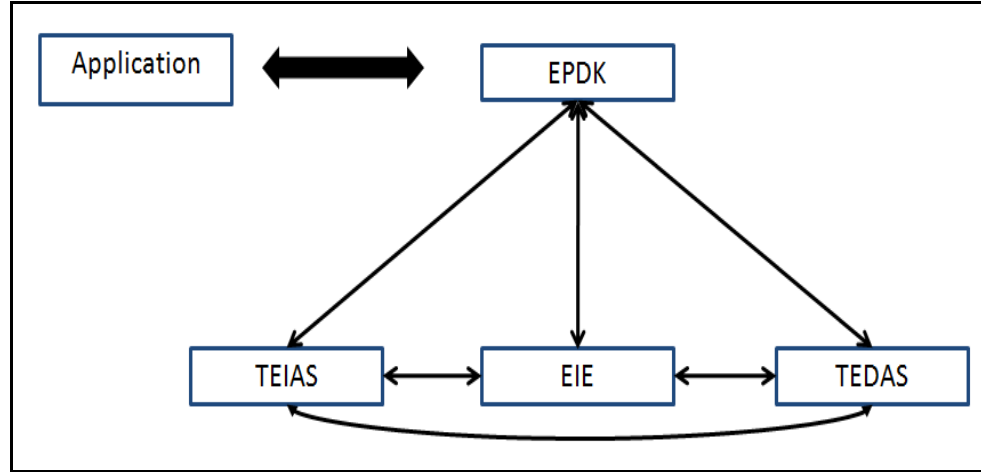 Application
EPDK
TEIAS
EIE
TEDAS